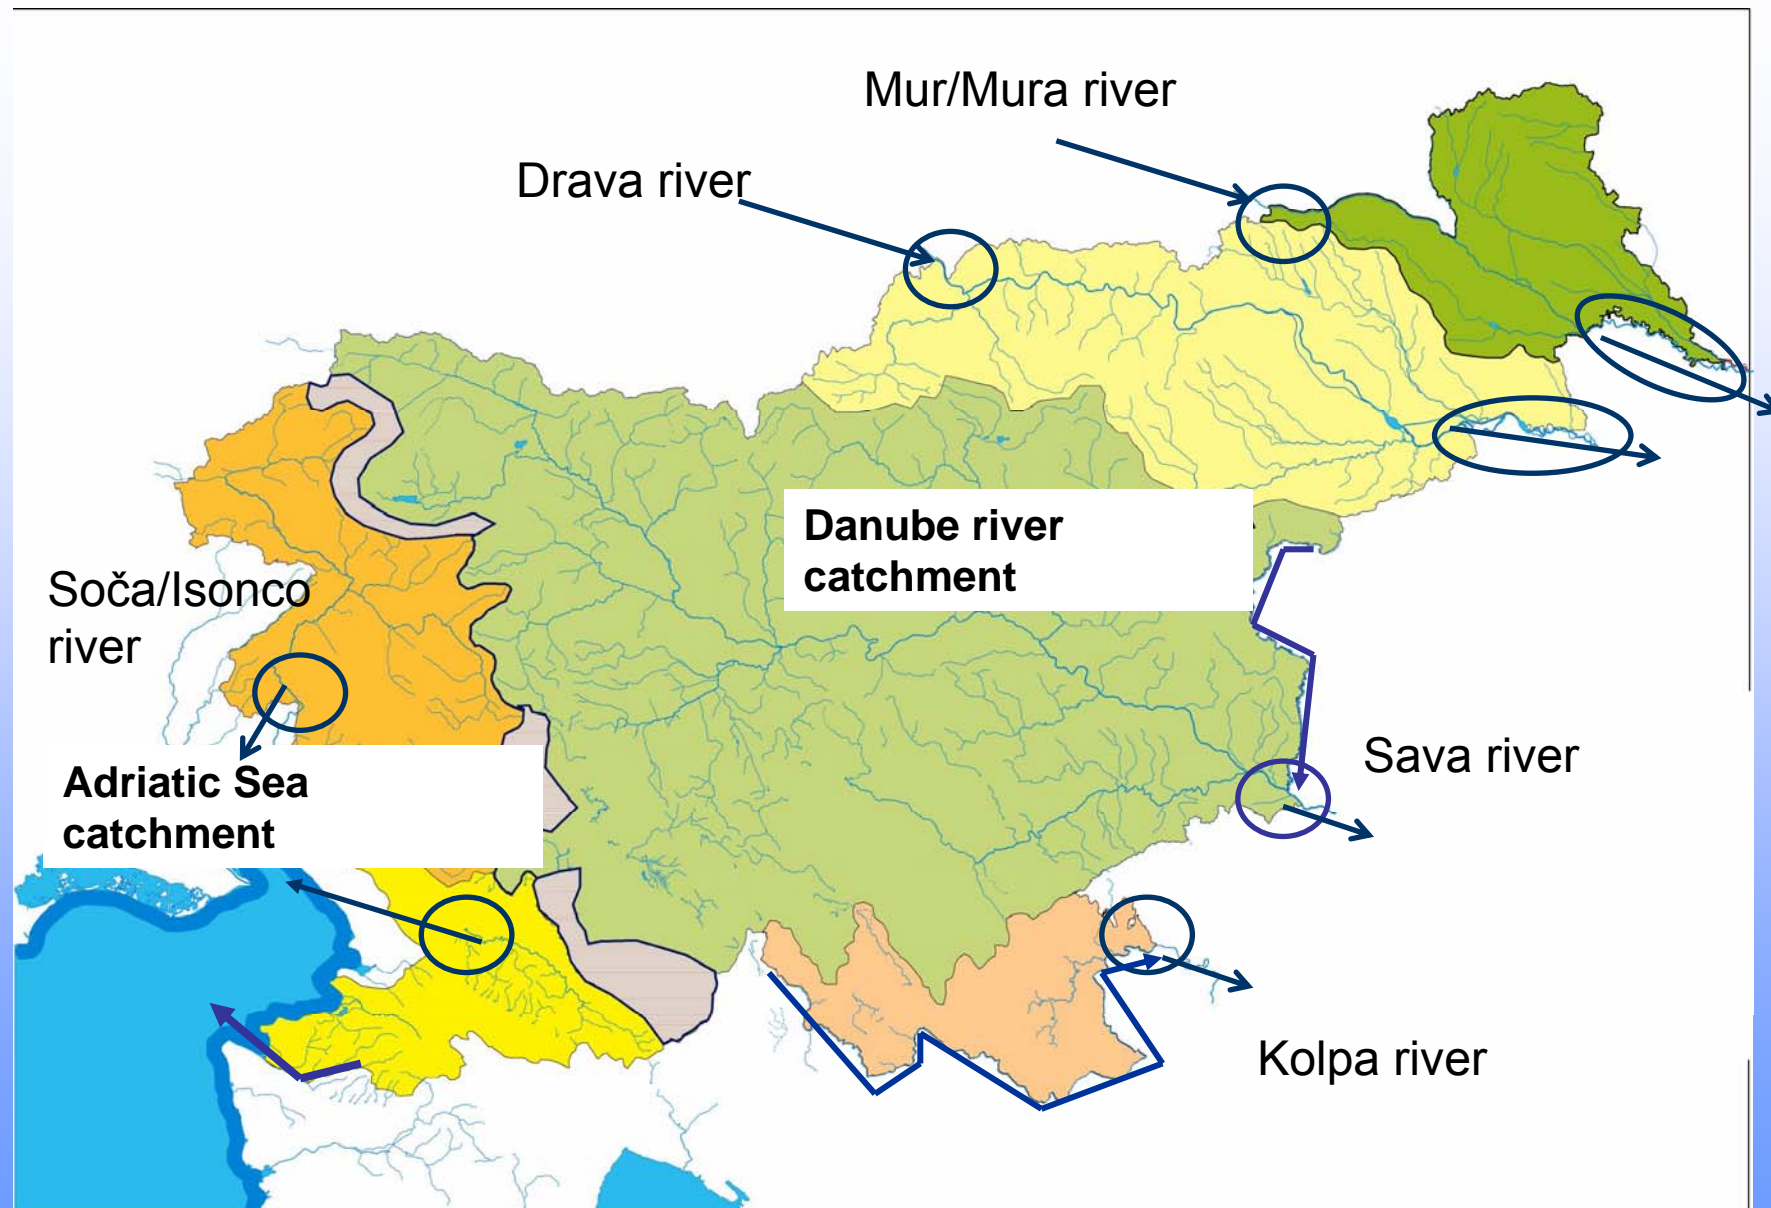 Mur/Mura river
Drava river
Danube river
catchment
Soča/Isonco
river
Sava river
Adriatic Sea
catchment
Kolpa river